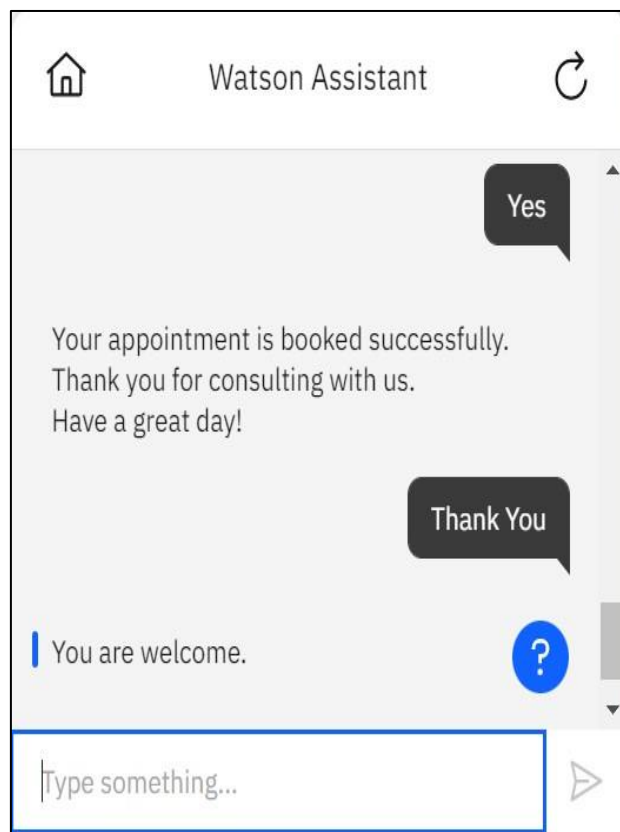 Watson Assistant
Yes
Your appointment is booked successfully.
Thank you for consulting with us.
Have a great day!
Thank You
You are welcome.
?
Type something...